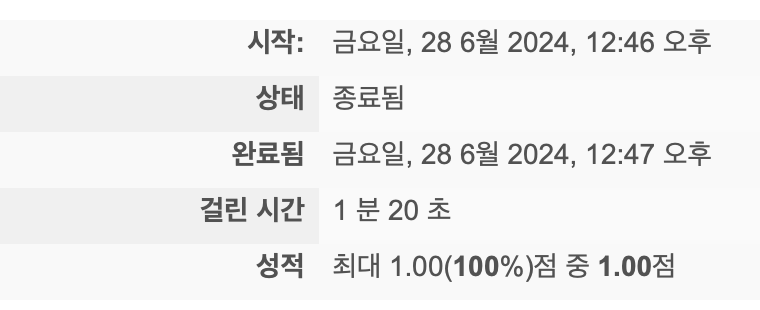 시작: 금요일, 28 6월 2024, 12:46 오후
상태 종료됨
완료됨 금요일, 28 6월 2024, 12:47 오후
걸린 시간 1 분 20 초
성적 최대 1.00(100%)점 중 1.00점